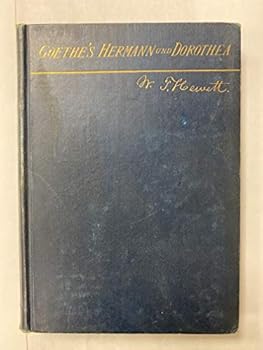 GOETHE'S HERMANN UND DOROTHEA
W. T. Hewett.